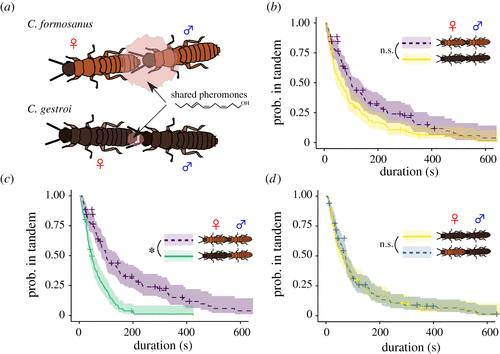 (a)
C. formosanus
♀
♂
shared pheromones
OH
C. gestroi
♀
♂
(b)
prob. in tandem
1.00
0.75
0.50
0.25
0
0 200 400 600
duration (s)
n.s.
♀ ♂
(c)
prob. in tandem
1.00
0.75
0.50
0.25
0
0 200 400 600
duration (s)
*
♀ ♂
(d)
prob. in tandem
1.00
0.75
0.50
0.25
0
0 200 400 600
duration (s)
n.s.
♀ ♂